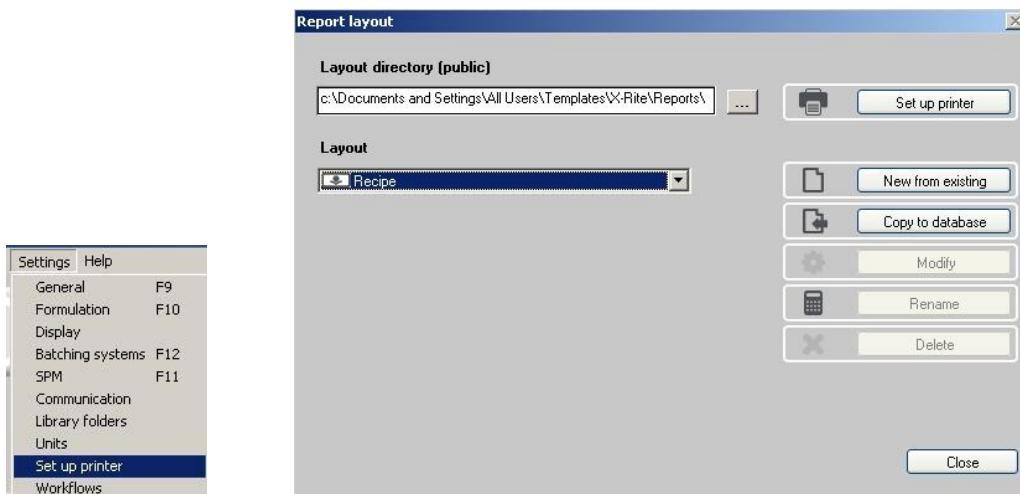 Settings Help
General F9
Formulation F10
Display
Batching systems F12
SPM F11
Communication
Library folders
Units
Set up printer
Workflows
Report layout
Layout directory (public)
c:\Documents and Settings\All Users\Templates\X-Rite\Reports\
...
Set up printer
Layout
Recipe
New from existing
Copy to database
Modify
Rename
Delete
Close